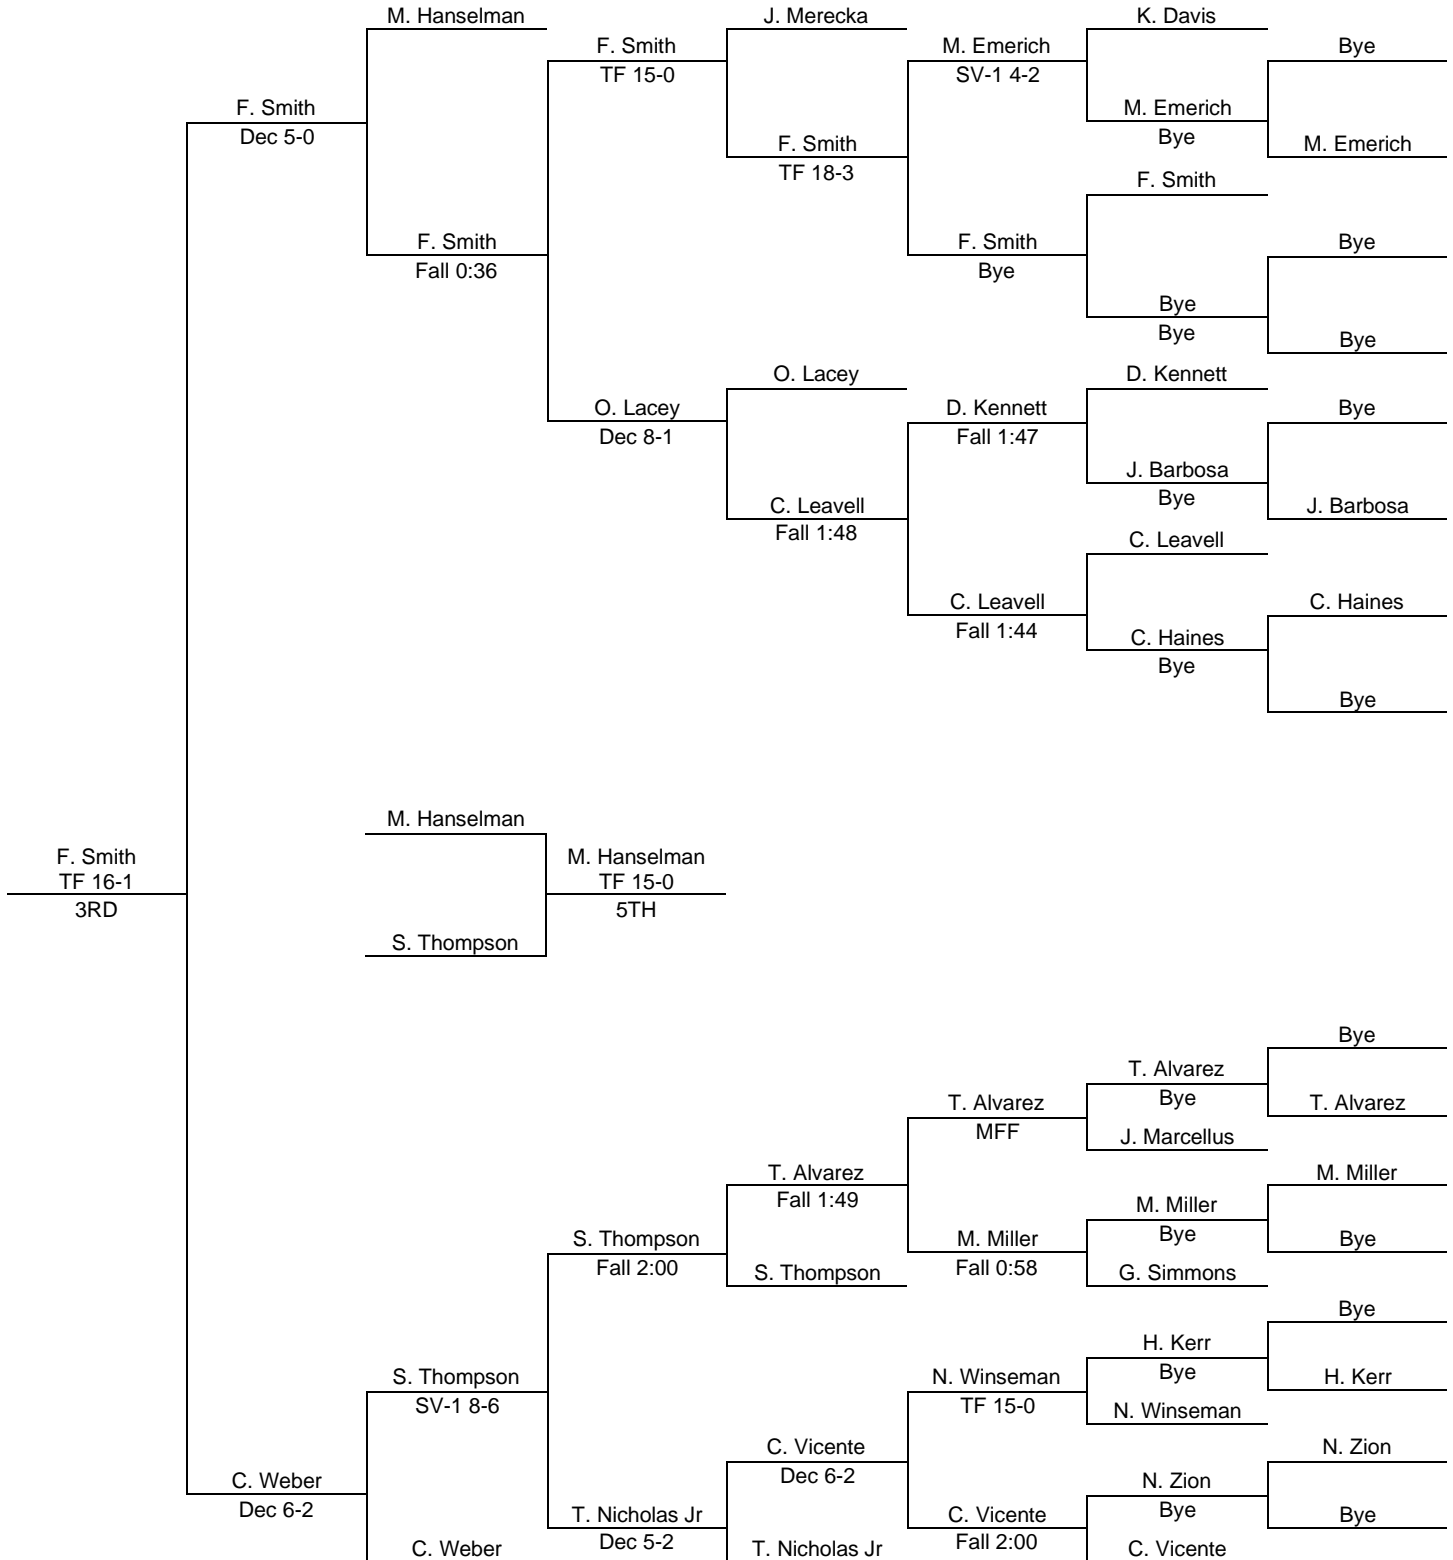 M. Hanselman
J. Merecka
K. Davis
F. Smith
TF 15-0
M. Emerich
SV-1 4-2
Bye
F. Smith
Dec 5-0
M. Emerich
Bye
F. Smith
TF 18-3
M. Emerich
F. Smith
F. Smith
Fall 0:36
F. Smith
Bye
Bye
Bye
Bye
Bye
O. Lacey
D. Kennett
O. Lacey
Dec 8-1
D. Kennett
Fall 1:47
Bye
J. Barbosa
Bye
C. Leavell
Fall 1:48
J. Barbosa
C. Leavell
C. Leavell
Fall 1:44
C. Haines
C. Haines
Bye
Bye
M. Hanselman
F. Smith
TF 16-1
3RD
M. Hanselman
TF 15-0
5TH
S. Thompson
Bye
T. Alvarez
Bye
T. Alvarez
MFF
T. Alvarez
J. Marcellus
T. Alvarez
Fall 1:49
M. Miller
M. Miller
Bye
S. Thompson
Fall 2:00
M. Miller
Fall 0:58
Bye
S. Thompson
G. Simmons
Bye
H. Kerr
Bye
S. Thompson
SV-1 8-6
N. Winseman
TF 15-0
H. Kerr
N. Winseman
C. Vicente
Dec 6-2
N. Zion
C. Weber
Dec 6-2
N. Zion
Bye
T. Nicholas Jr
Dec 5-2
C. Vicente
Fall 2:00
Bye
C. Weber
T. Nicholas Jr
C. Vicente